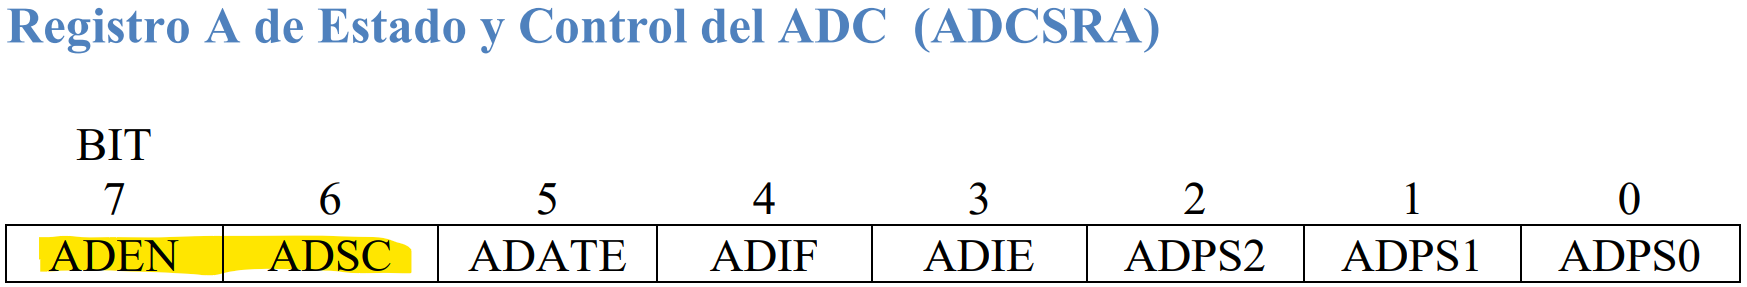 Registro A de Estado y Control del ADC (ADCSRA)
BIT
7 6 5 4 3 2 1 0
ADEN ADSC ADATE ADIF ADIE ADPS2 ADPS1 ADPS0